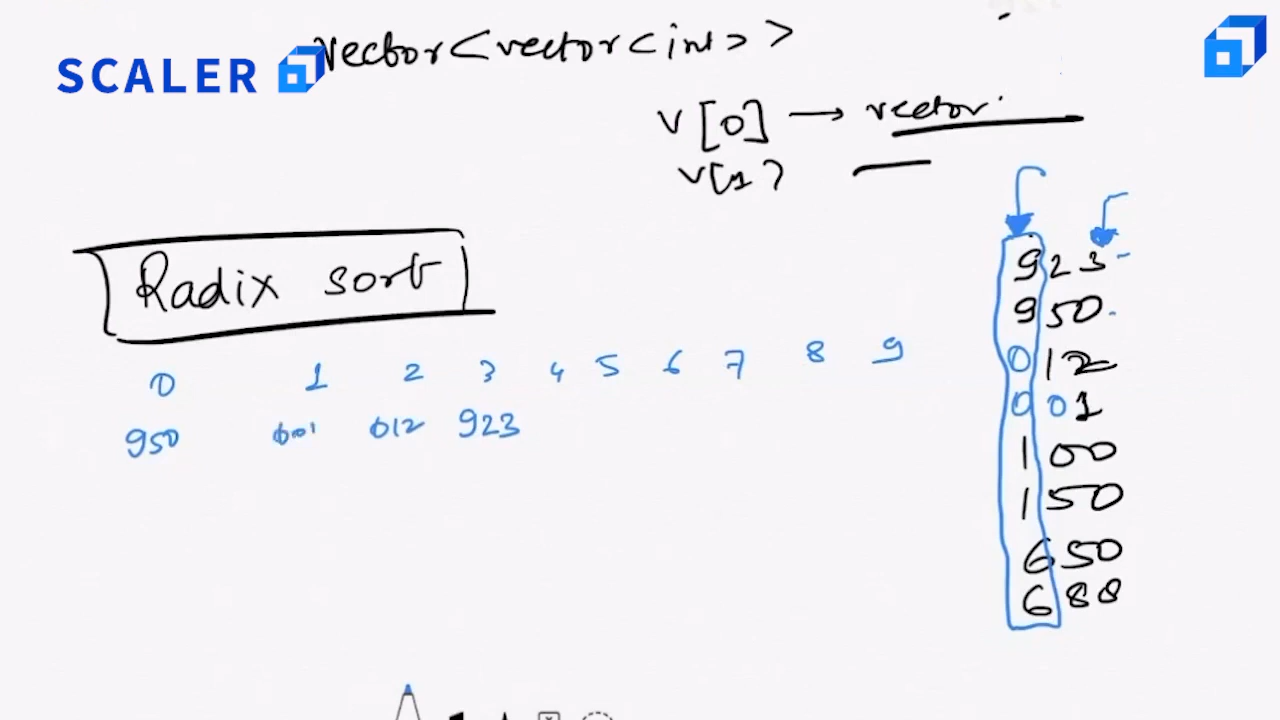 vector<vector<int>>
SCALER
v[0] → vector.
v[1]
923
Radix sort
950
012
0 1 2 3 4 5 6 7 8 9
001
950 001 012 923
100
150
650
688